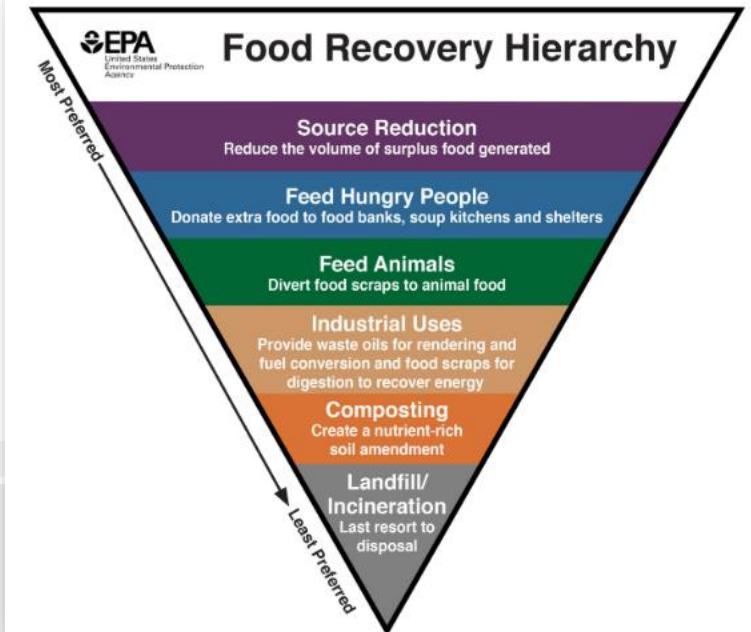 EPA
United States
Environmental Protection
Agency
Food Recovery Hierarchy
Most Preferred
Source Reduction
Reduce the volume of surplus food generated
Feed Hungry People
Donate extra food to food banks, soup kitchens and shelters
Feed Animals
Divert food scraps to animal food
Industrial Uses
Provide waste oils for rendering and
fuel conversion and food scraps for
digestion to recover energy
Composting
Create a nutrient-rich
soil amendment
Landfill/
Incineration
Last resort to
disposal
Least Preferred